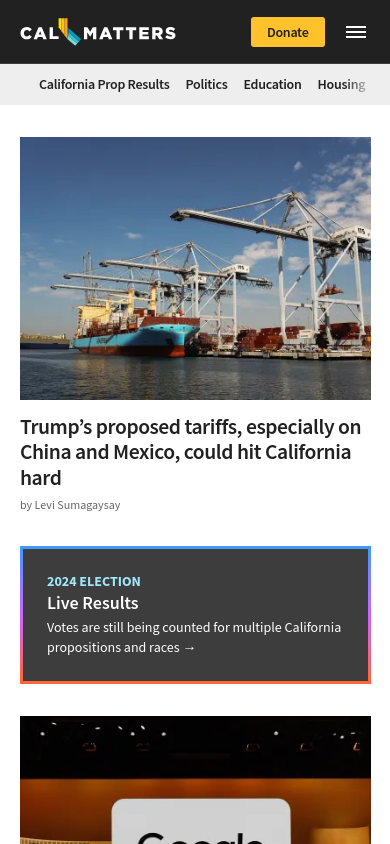 CAL MATTERS
Donate
California Prop Results Politics Education Housing
Trump’s proposed tariffs, especially on
China and Mexico, could hit California
hard
by Levi Sumagaysay
2024 ELECTION
Live Results
Votes are still being counted for multiple California
propositions and races →
Google